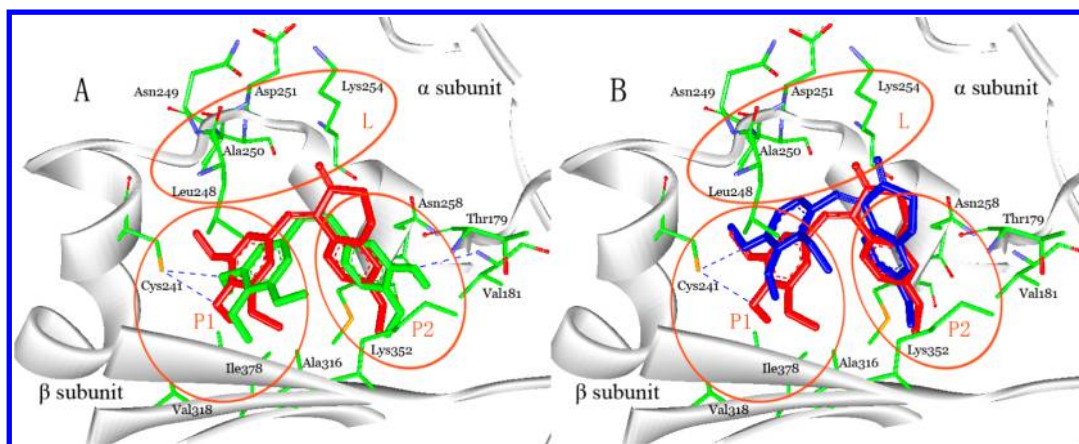 A
Asn249
Asp251
Lys254
α subunit
L
Ala250
Leu248
Asn258
Thr179
Cys241
Val181
P1
P2
Lys352
Ala316
Ile378
β subunit
Val318
B
Asn249
Asp251
Lys254
α subunit
L
Ala250
Leu248
Asn258
Thr179
Cys241
Val181
P1
P2
Lys352
Ala316
Ile378
β subunit
Val318